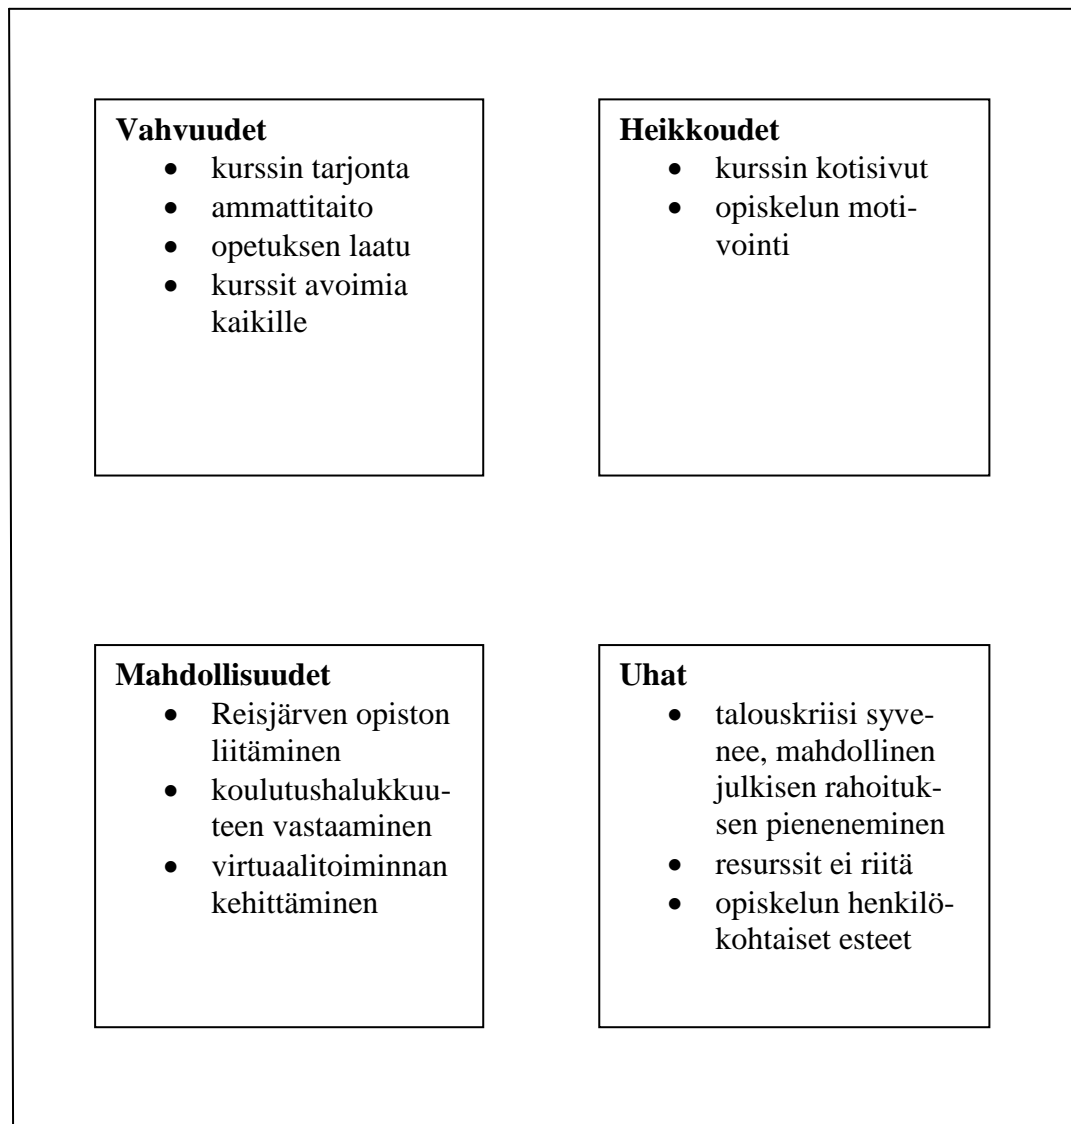 Vahvuudet
• kurssin tarjonta
• ammattitaito
• opetuksen laatu
• kurssit avoimia
kaikille
Heikkoudet
• kurssin kotisivut
• opiskelun moti-
vointi
Mahdollisuudet
• Reisjärven opiston
liitäminen
• koulutushalukkuu-
teen vastaaminen
• virtuaalitoiminnan
kehittäminen
Uhat
• talouskriisi syve-
nee, mahdollinen
julkisen rahoituk-
sen pieneneminen
• resurssit ei riitä
• opiskelun henkilö-
kohtaiset esteet